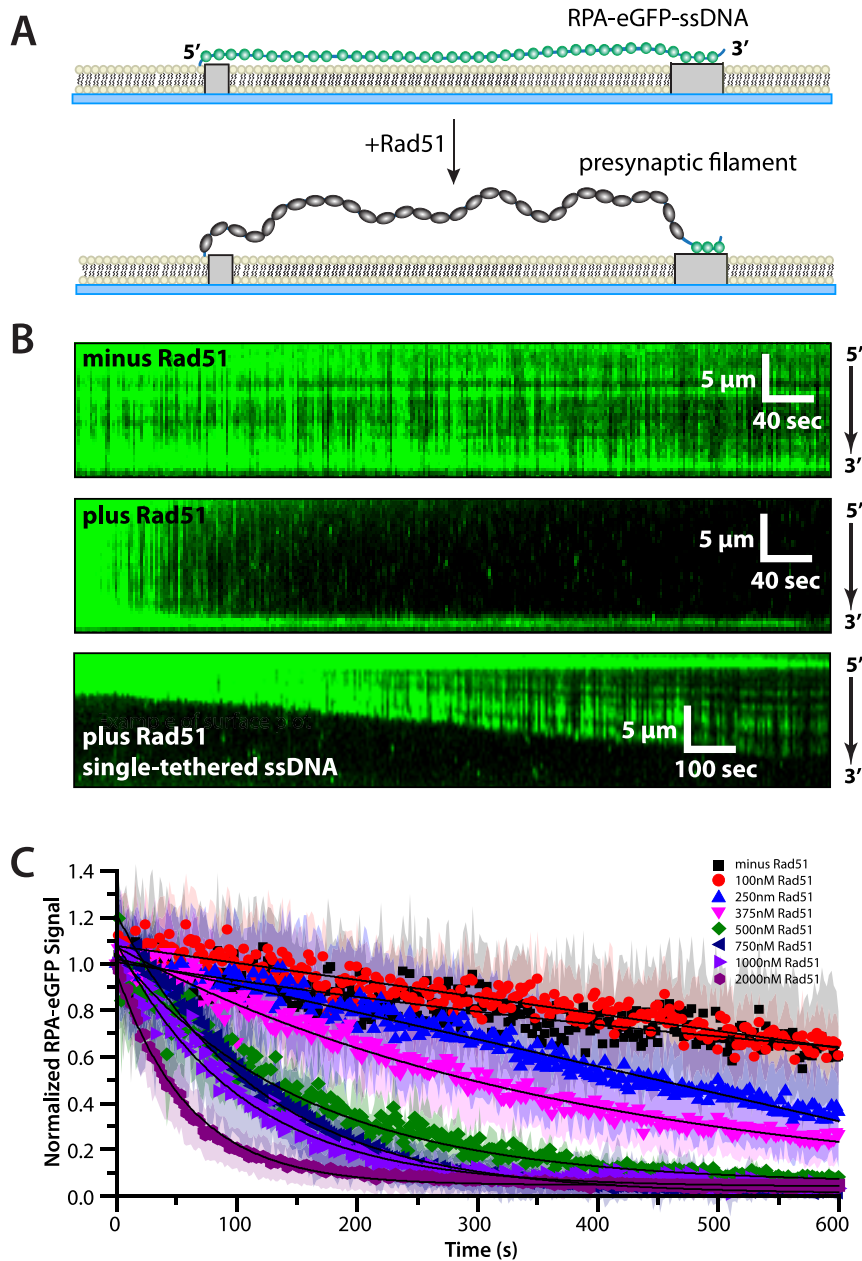 A
RPA-eGFP-ssDNA
5′
3′
+Rad51
presynaptic filament
B
minus Rad51
5 µm
40 sec
5′
3′
plus Rad51
5 µm
40 sec
5′
3′
example of surface plot
plus Rad51
single-tethered ssDNA
5 µm
100 sec
5′
3′
C
Normalized RPA-eGFP Signal
1.4
1.2
1.0
0.8
0.6
0.4
0.2
0.0
minus Rad51
100nM Rad51
250nm Rad51
375nM Rad51
500nM Rad51
750nM Rad51
1000nM Rad51
2000nM Rad51
0
100
200
300
400
500
600
Time (s)